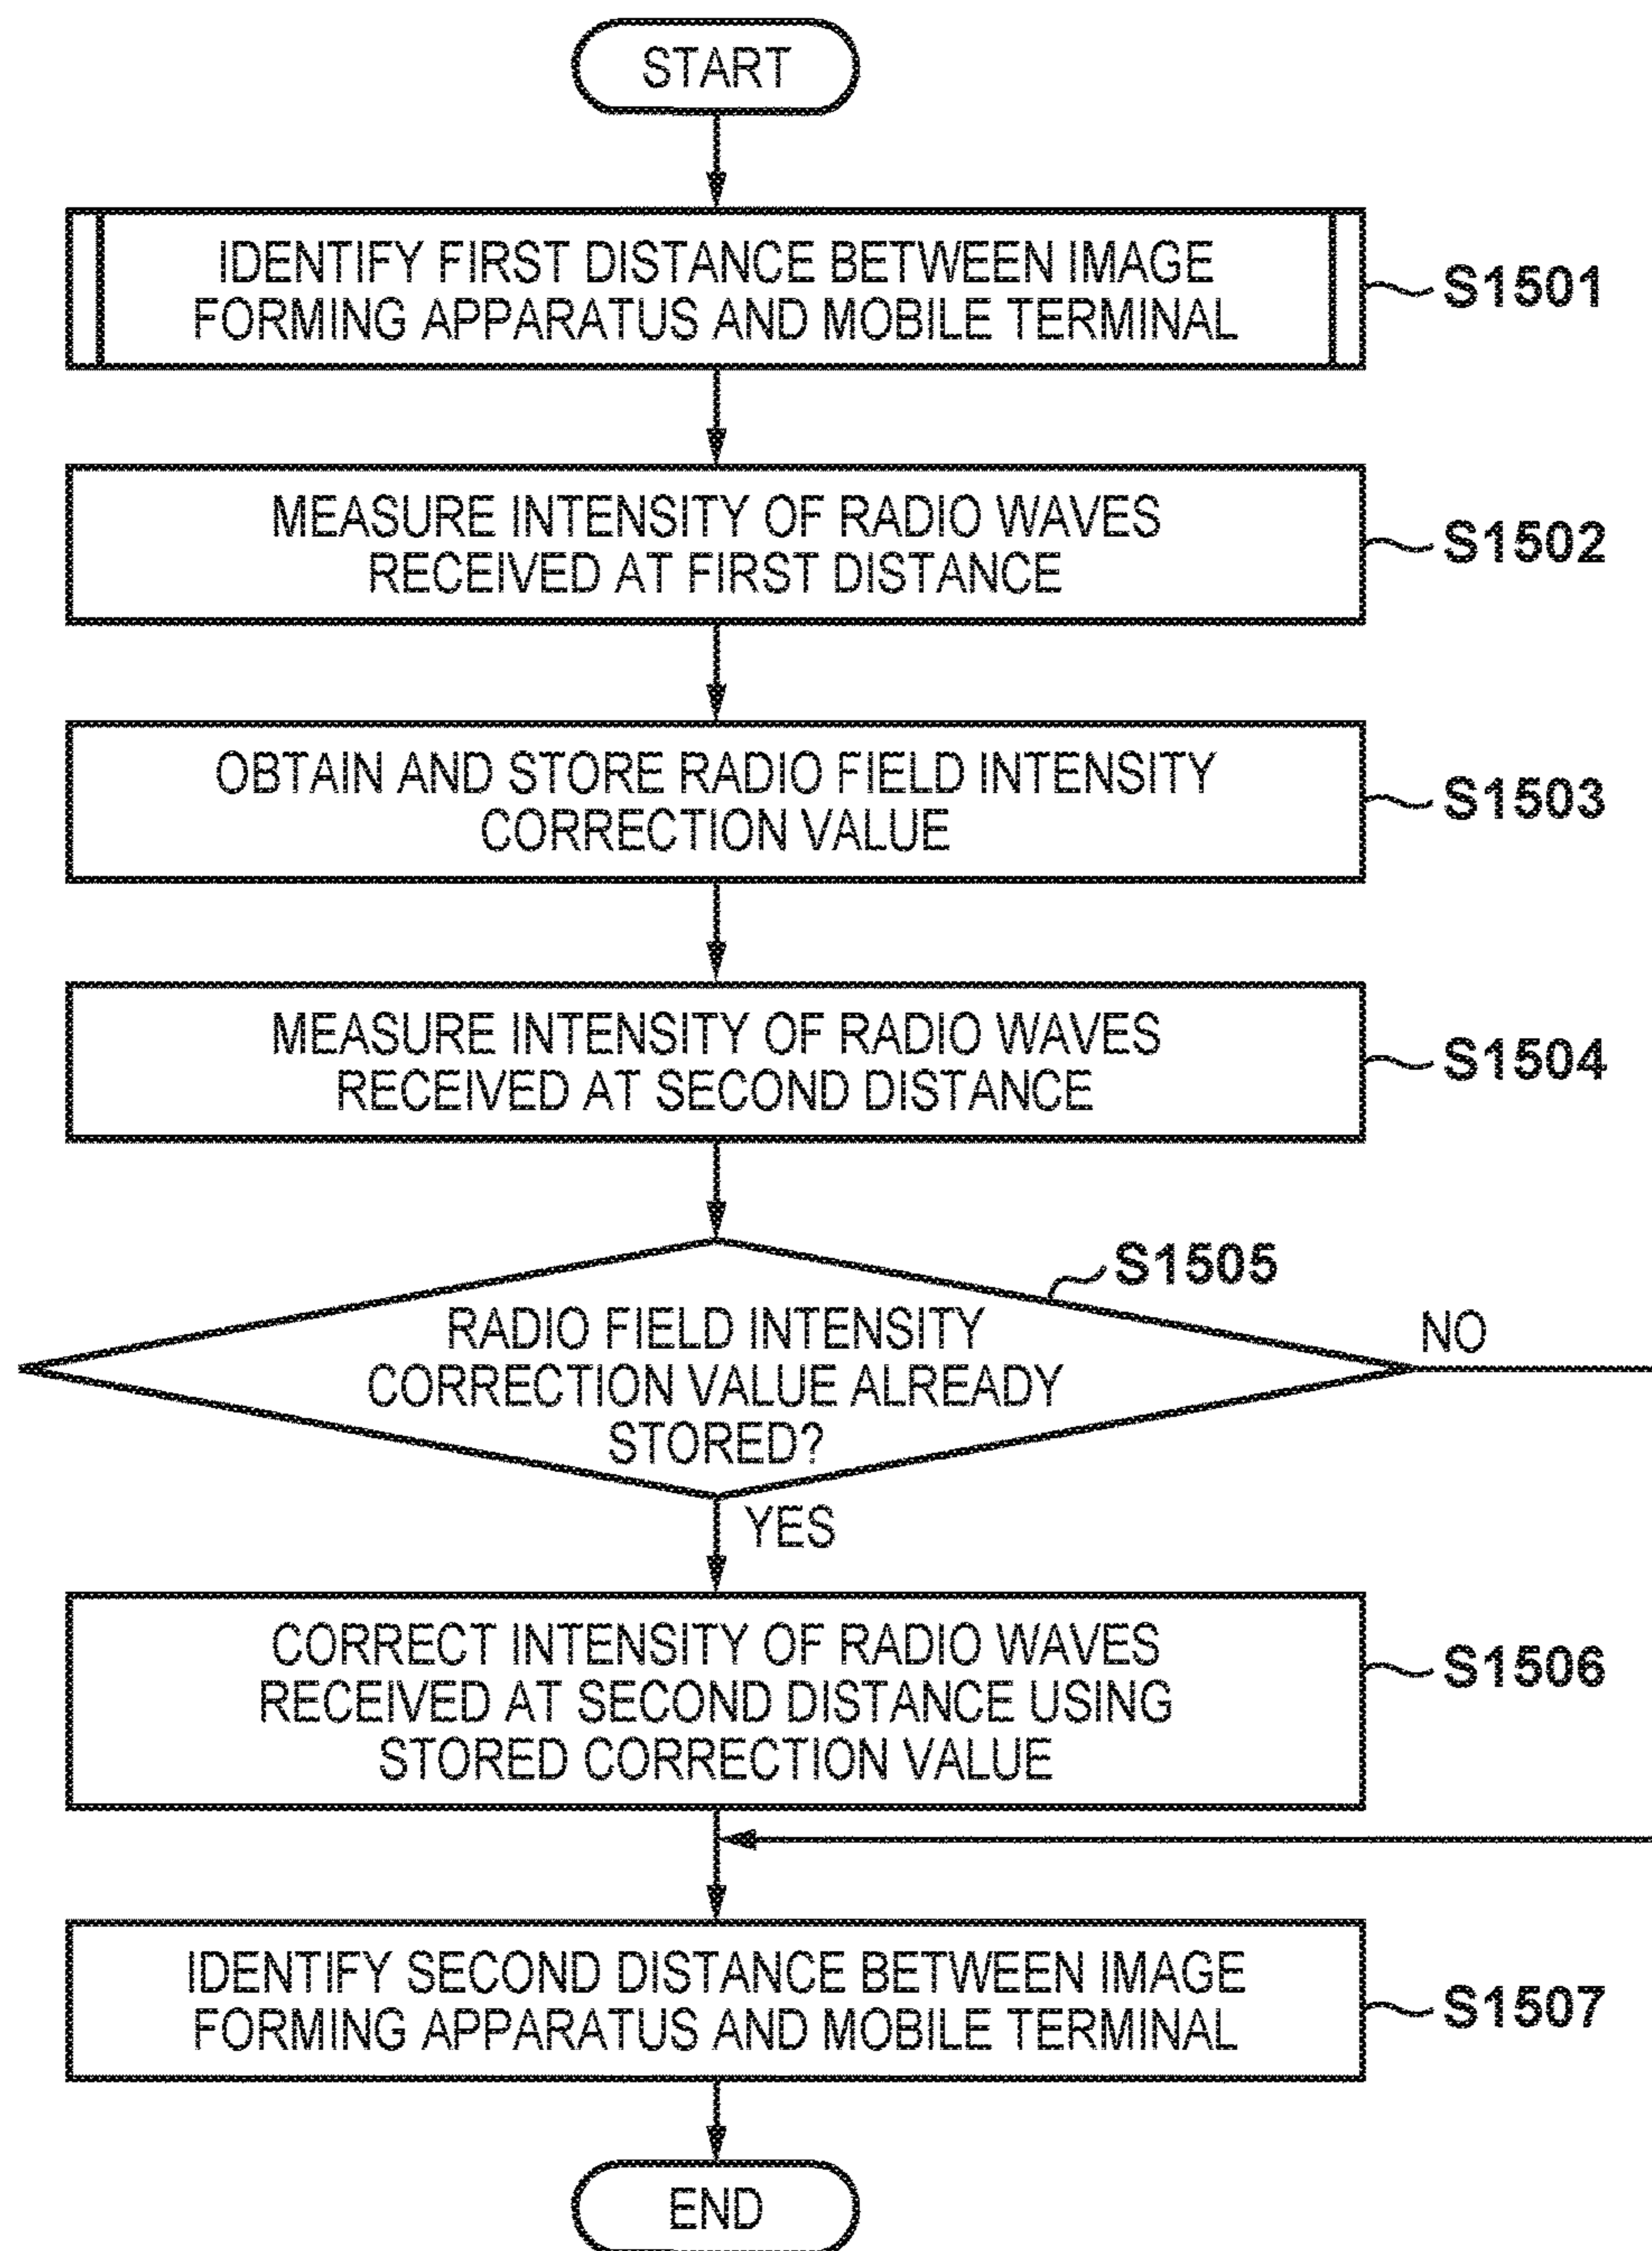 START
IDENTIFY FIRST DISTANCE BETWEEN IMAGE
FORMING APPARATUS AND MOBILE TERMINAL
S1501
MEASURE INTENSITY OF RADIO WAVES
RECEIVED AT FIRST DISTANCE
S1502
OBTAIN AND STORE RADIO FIELD INTENSITY
CORRECTION VALUE
S1503
MEASURE INTENSITY OF RADIO WAVES
RECEIVED AT SECOND DISTANCE
S1504
S1505
RADIO FIELD INTENSITY
CORRECTION VALUE ALREADY
STORED?
NO
YES
CORRECT INTENSITY OF RADIO WAVES
RECEIVED AT SECOND DISTANCE USING
STORED CORRECTION VALUE
S1506
IDENTIFY SECOND DISTANCE BETWEEN IMAGE
FORMING APPARATUS AND MOBILE TERMINAL
S1507
END